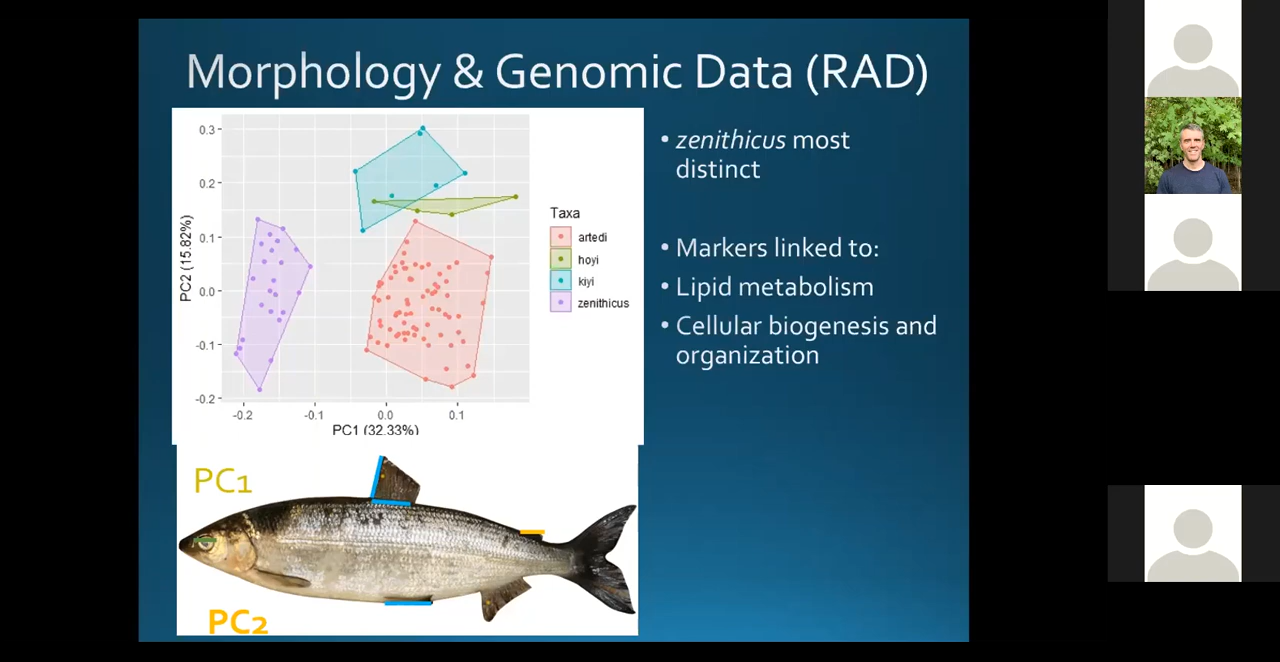 Morphology & Genomic Data (RAD)
0.3
0.2
0.1
0.0
-0.1
-0.2
PC2 (15.82%)
-0.2
-0.1
0.0
0.1
PC1 (32.33%)
Taxa
artedi
hoyi
kiyi
zenithicus
• zenithicus most
distinct
• Markers linked to:
• Lipid metabolism
• Cellular biogenesis and
organization
PC1
PC2